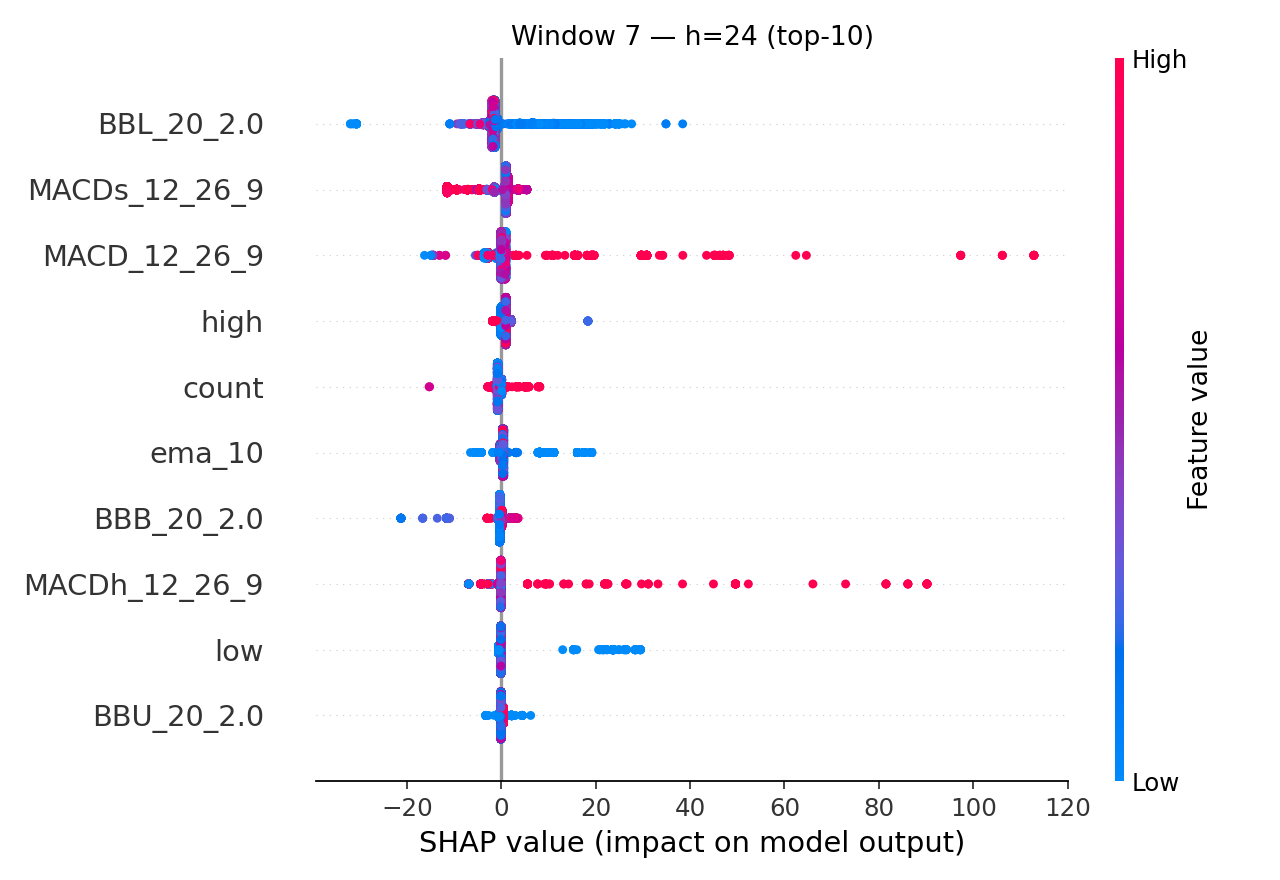 Window 7 — h=24 (top-10)
High
BBL_20_2.0
MACDs_12_26_9
MACD_12_26_9
high
count
ema_10
BBB_20_2.0
MACDh_12_26_9
low
BBU_20_2.0
Feature value
Low
−20 0 20 40 60 80 100 120
SHAP value (impact on model output)